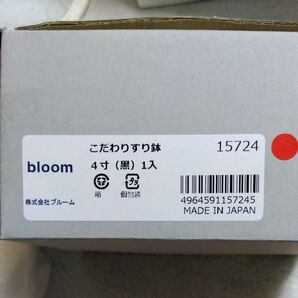 こだわりすり鉢 15724
bloom
4寸（黒）1入
箱 個包装
株式会社ブルーム
4964591157245
MADE IN JAPAN